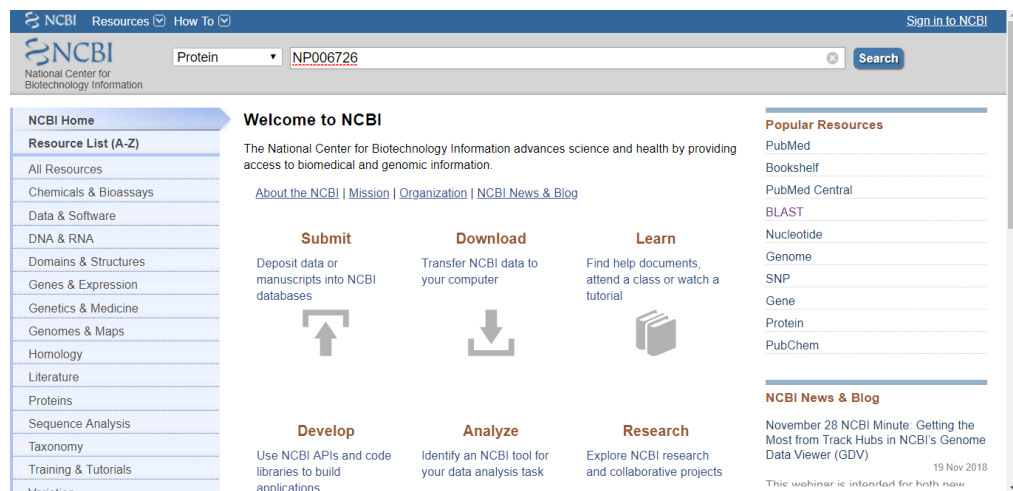 NCBI Resources How To Sign in to NCBI
NCBI
National Center for
Biotechnology Information
Protein NP006726 Search
NCBI Home
Resource List (A-Z)
All Resources
Chemicals & Bioassays
Data & Software
DNA & RNA
Domains & Structures
Genes & Expression
Genetics & Medicine
Genomes & Maps
Homology
Literature
Proteins
Sequence Analysis
Taxonomy
Training & Tutorials
Welcome to NCBI
The National Center for Biotechnology Information advances science and health by providing
access to biomedical and genomic information.
About the NCBI | Mission | Organization | NCBI News & Blog
Submit
Deposit data or
manuscripts into NCBI
databases
Download
Transfer NCBI data to
your computer
Learn
Find help documents,
attend a class or watch a
tutorial
Develop
Use NCBI APIs and code
libraries to build
applications
Analyze
Identify an NCBI tool for
your data analysis task
Research
Explore NCBI research
and collaborative projects
Popular Resources
PubMed
Bookshelf
PubMed Central
BLAST
Nucleotide
Genome
SNP
Gene
Protein
PubChem
NCBI News & Blog
November 28 NCBI Minute: Getting the
Most from Track Hubs in NCBI's Genome
Data Viewer (GDV)
19 Nov 2018
This webinar is intended for both new